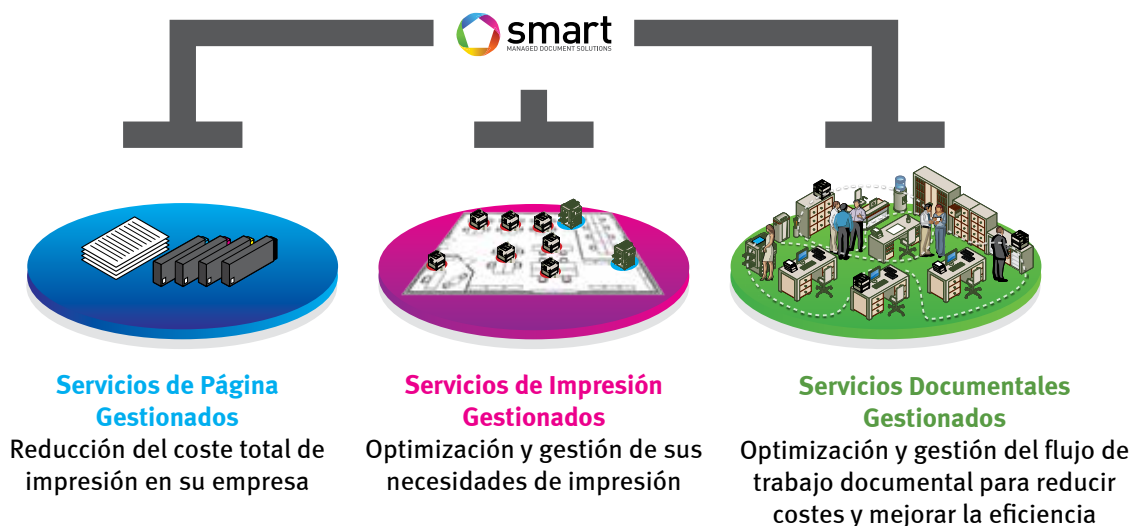 smart
MANAGED DOCUMENT SOLUTIONS
Servicios de Página
Gestionados
Reducción del coste total de
impresión en su empresa
Servicios de Impresión
Gestionados
Optimización y gestión de sus
necesidades de impresión
Servicios Documentales
Gestionados
Optimización y gestión del flujo de
trabajo documental para reducir
costes y mejorar la eficiencia